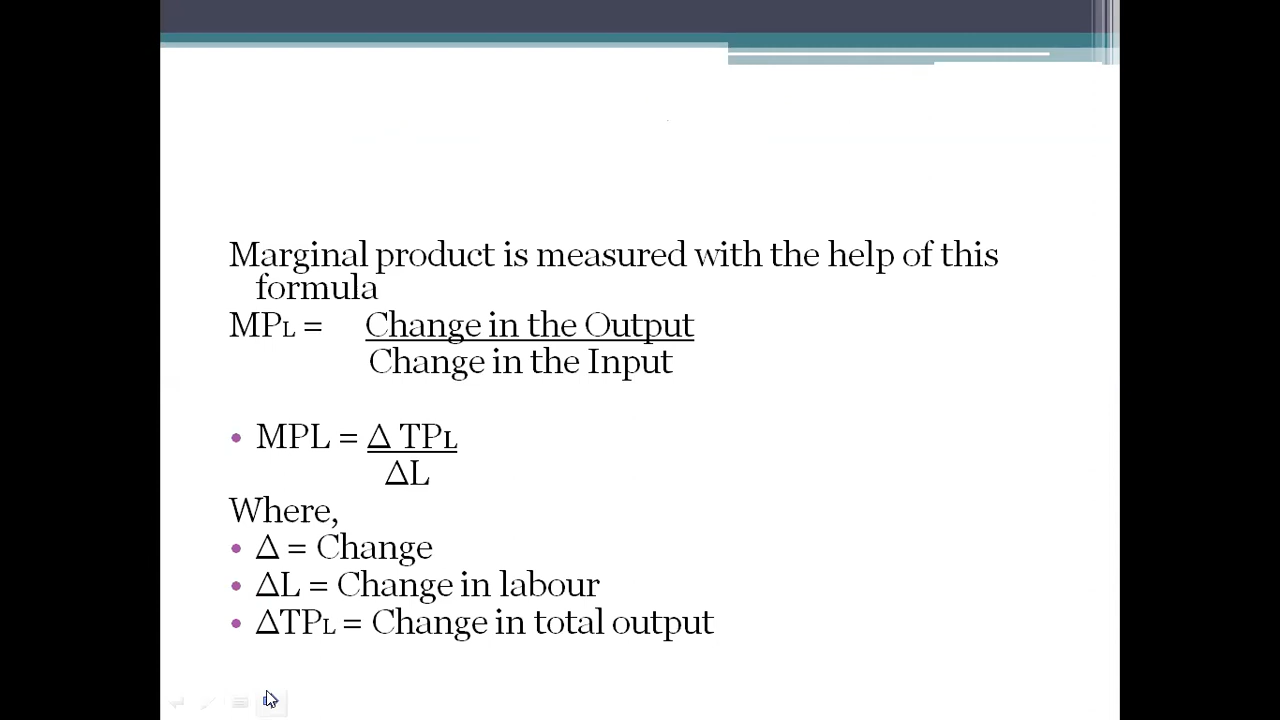 Marginal product is measured with the help of this
formula
MPL = Change in the Output
Change in the Input
• MPL = Δ TPL
ΔL
Where,
• Δ = Change
• ΔL = Change in labour
• ΔTPL = Change in total output